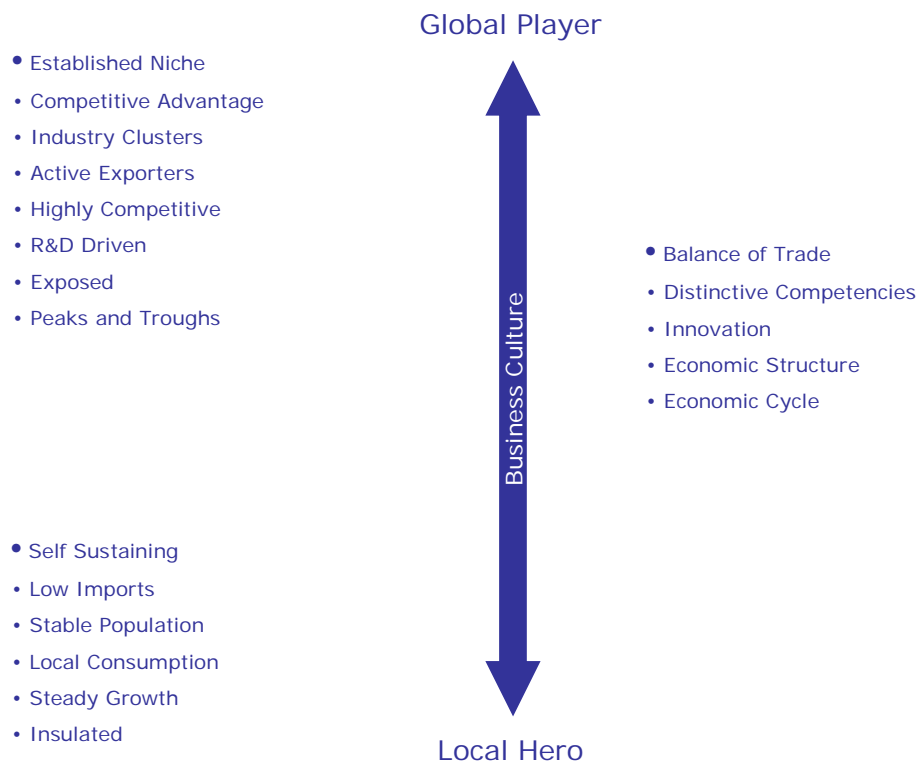 Global Player
• Established Niche
• Competitive Advantage
• Industry Clusters
• Active Exporters
• Highly Competitive
• R&D Driven
• Exposed
• Peaks and Troughs
Business Culture
• Balance of Trade
• Distinctive Competencies
• Innovation
• Economic Structure
• Economic Cycle
• Self Sustaining
• Low Imports
• Stable Population
• Local Consumption
• Steady Growth
• Insulated
Local Hero